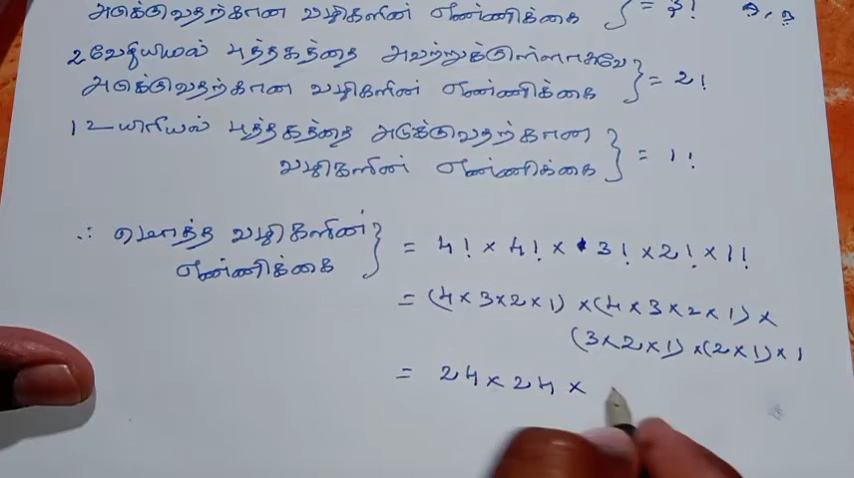 அடுக்குவதற்கான வழிகளின் எண்ணிக்கை } = 3!
2 வேதியியல் புத்தகத்தை அவற்றுக்குள்ளாகவே
அடுக்குவதற்கான வழிகளின் எண்ணிக்கை } = 2!
1 உயிரியல் புத்தகத்தை அடுக்குவதற்கான
வழிகளின் எண்ணிக்கை } = 1!
∴ மொத்த வழிகளின்
எண்ணிக்கை } = 4! × 4! × 3! × 2! × 1!
= (4 × 3 × 2 × 1) × (4 × 3 × 2 × 1) ×
(3 × 2 × 1) × (2 × 1) × 1
= 24 × 24 ×